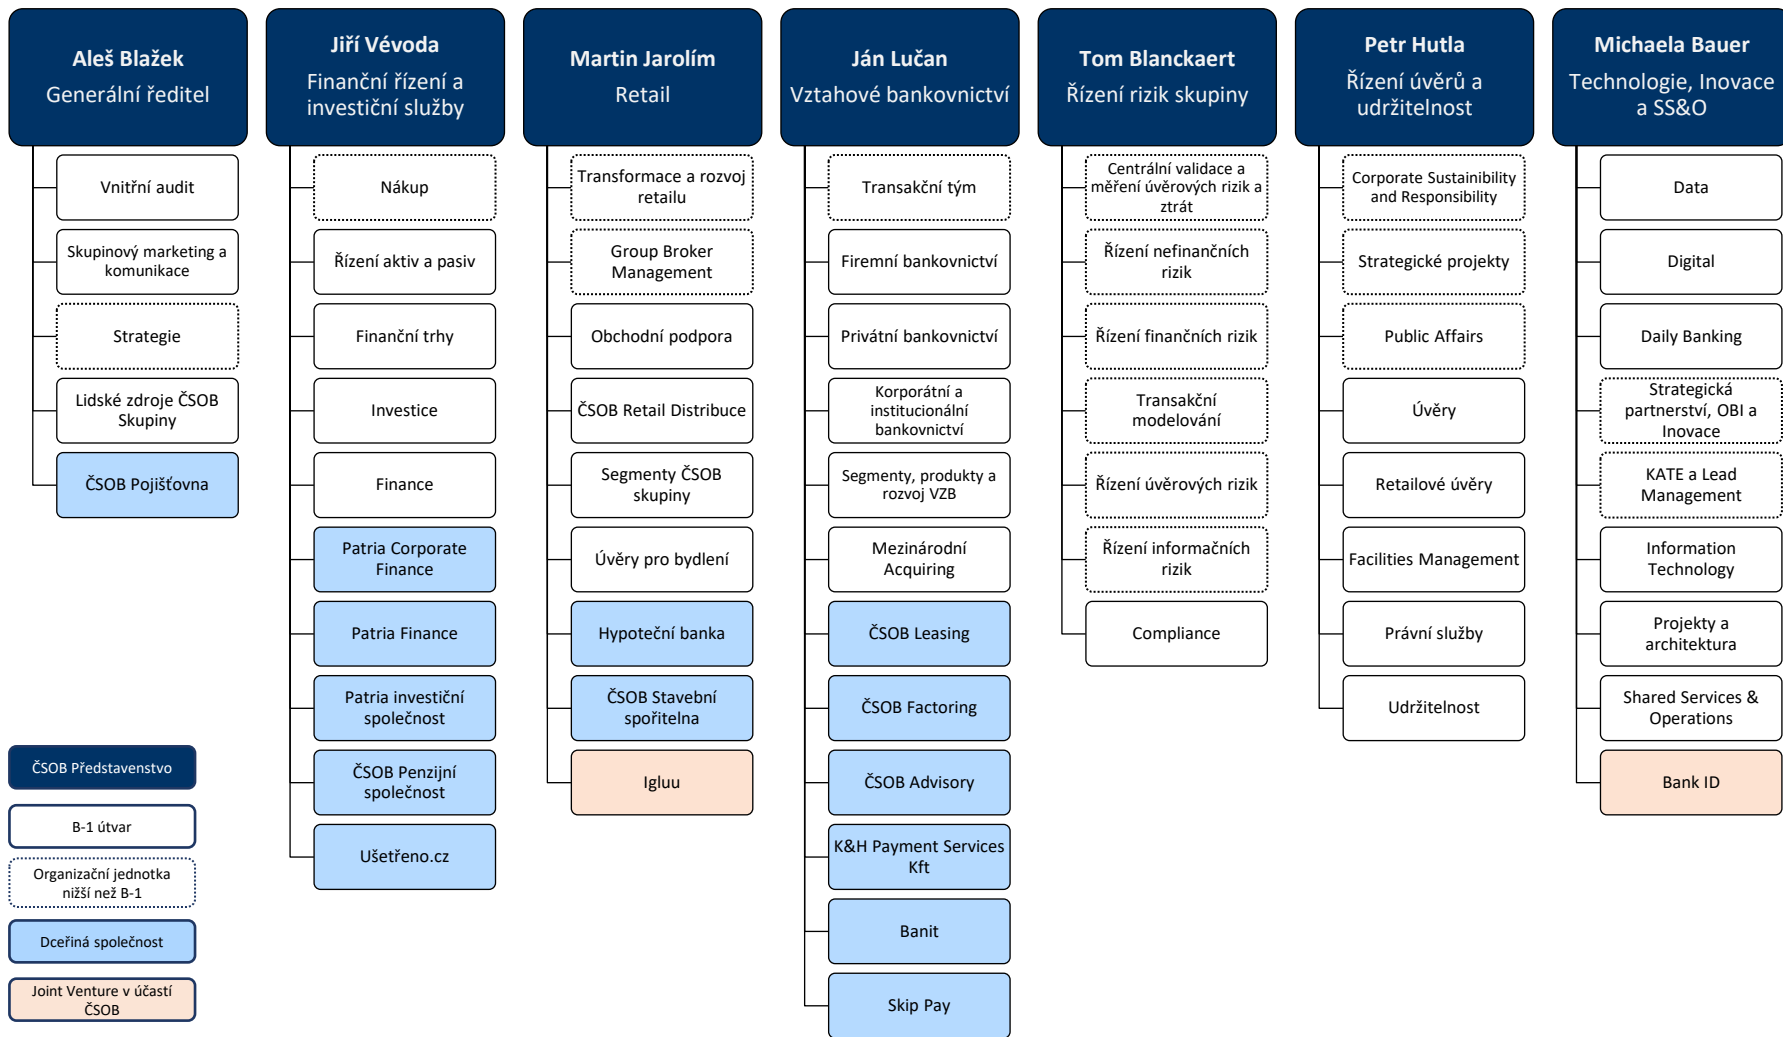 Aleš Blažek
Generální ředitel
Vnitřní audit
Skupinový marketing a
komunikace
Strategie
Lidské zdroje ČSOB
Skupiny
ČSOB Pojišťovna
Jiří Vévoda
Finanční řízení a
investiční služby
Nákup
Řízení aktiv a pasiv
Finanční trhy
Investice
Finance
Patria Corporate
Finance
Patria Finance
Patria investiční
společnost
ČSOB Penzijní
společnost
Ušetřeno.cz
Martin Jarolím
Retail
Transformace a rozvoj
retailu
Group Broker
Management
Obchodní podpora
ČSOB Retail Distribuce
Segmenty ČSOB
skupiny
Úvěry pro bydlení
Hypoteční banka
ČSOB Stavební
spořitelna
Igluu
Ján Lučan
Vztahové bankovnictví
Transakční tým
Firemní bankovnictví
Privátní bankovnictví
Korporátní a
institucionální
bankovnictví
Segmenty, produkty a
rozvoj VZB
Mezinárodní
Acquiring
ČSOB Leasing
ČSOB Factoring
ČSOB Advisory
K&H Payment Services
Kft
Banit
Skip Pay
Tom Blanckaert
Řízení rizik skupiny
Centrální validace a
měření úvěrových rizik a
ztrát
Řízení nefinančních
rizik
Řízení finančních rizik
Transakční
modelování
Řízení úvěrových rizik
Řízení informačních
rizik
Compliance
Petr Hutla
Řízení úvěrů a
udržitelnost
Corporate Sustainibility
and Responsibility
Strategické projekty
Public Affairs
Úvěry
Retailové úvěry
Facilities Management
Právní služby
Udržitelnost
Michaela Bauer
Technologie, Inovace
a SS&O
Data
Digital
Daily Banking
Strategická
partnerství, OBI a
Inovace
KATE a Lead
Management
Information
Technology
Projekty a
architektura
Shared Services &
Operations
Bank ID
ČSOB Představenstvo
B-1 útvar
Organizační jednotka
nižší než B-1
Dceřiná společnost
Joint Venture v účastí
ČSOB